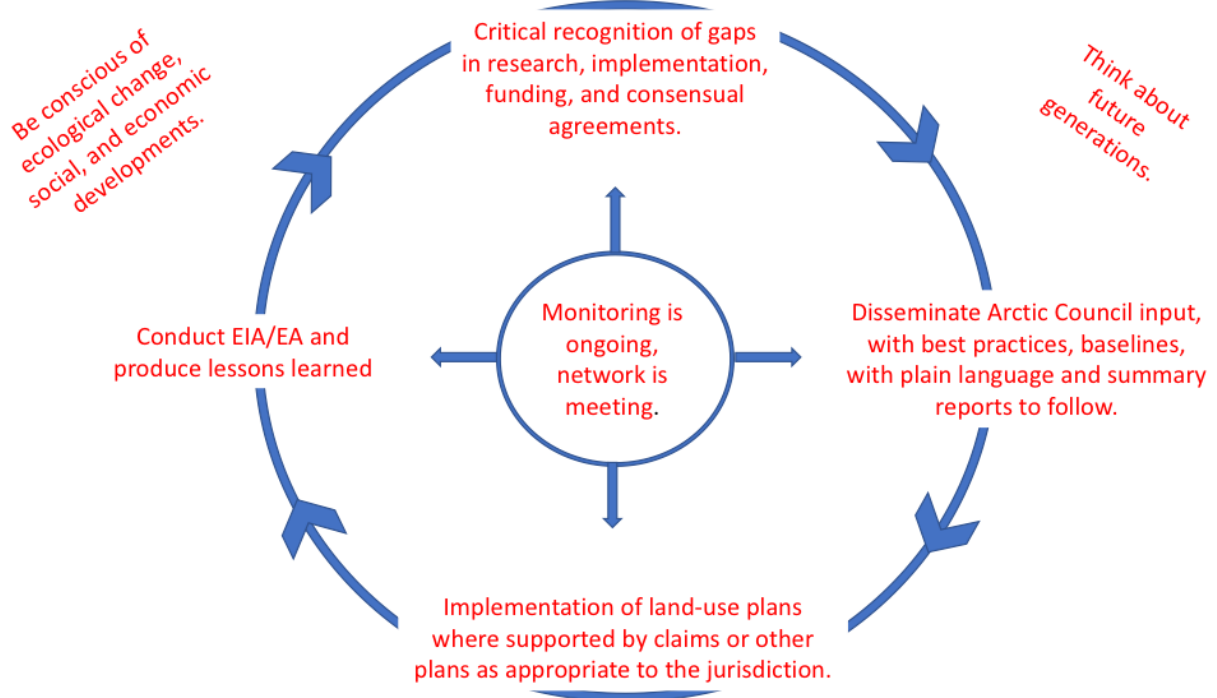 Be conscious of
ecological change,
social, and economic
developments.
Critical recognition of gaps
in research, implementation,
funding, and consensual
agreements.
Think about
future
generations.
Conduct EIA/EA and
produce lessons learned
Monitoring is
ongoing,
network is
meeting.
Disseminate Arctic Council input,
with best practices, baselines,
with plain language and summary
reports to follow.
Implementation of land-use plans
where supported by claims or other
plans as appropriate to the jurisdiction.